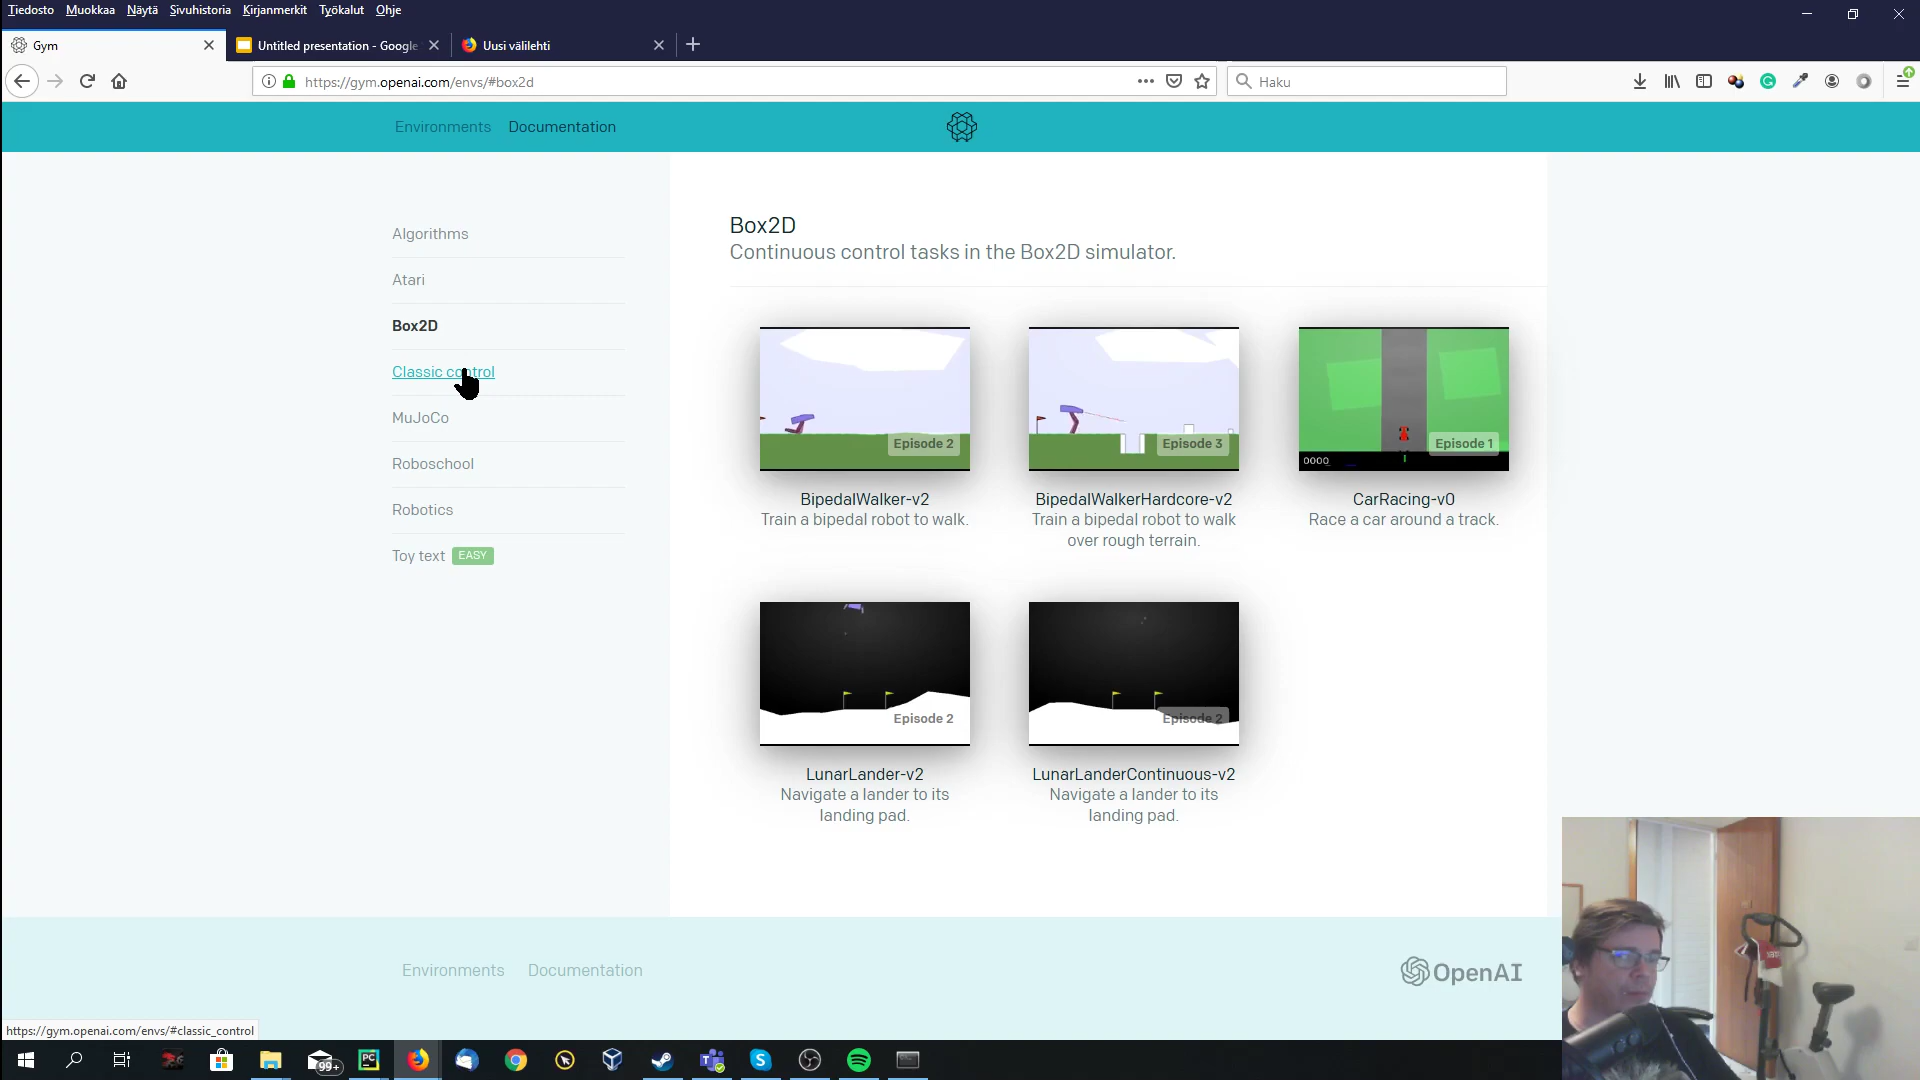 Tiedosto Muokkaa Näytä Sivuhistoria Kirjanmerkit Työkalut Ohje
Gym
Untitled presentation - Google
Uusi välilehti
https://gym.openai.com/envs/#box2d
Haku
Environments Documentation
Algorithms
Atari
Box2D
Classic control
MuJoCo
Roboschool
Robotics
Toy text EASY
Box2D
Continuous control tasks in the Box2D simulator.
Episode 2
Episode 3
0000
Episode 1
BipedalWalker-v2
Train a bipedal robot to walk.
BipedalWalkerHardcore-v2
Train a bipedal robot to walk
over rough terrain.
CarRacing-v0
Race a car around a track.
Episode 2
Episode 2
LunarLander-v2
Navigate a lander to its
landing pad.
LunarLanderContinuous-v2
Navigate a lander to its
landing pad.
Environments Documentation
OpenAI
https://gym.openai.com/envs/#classic_control
99+
PC